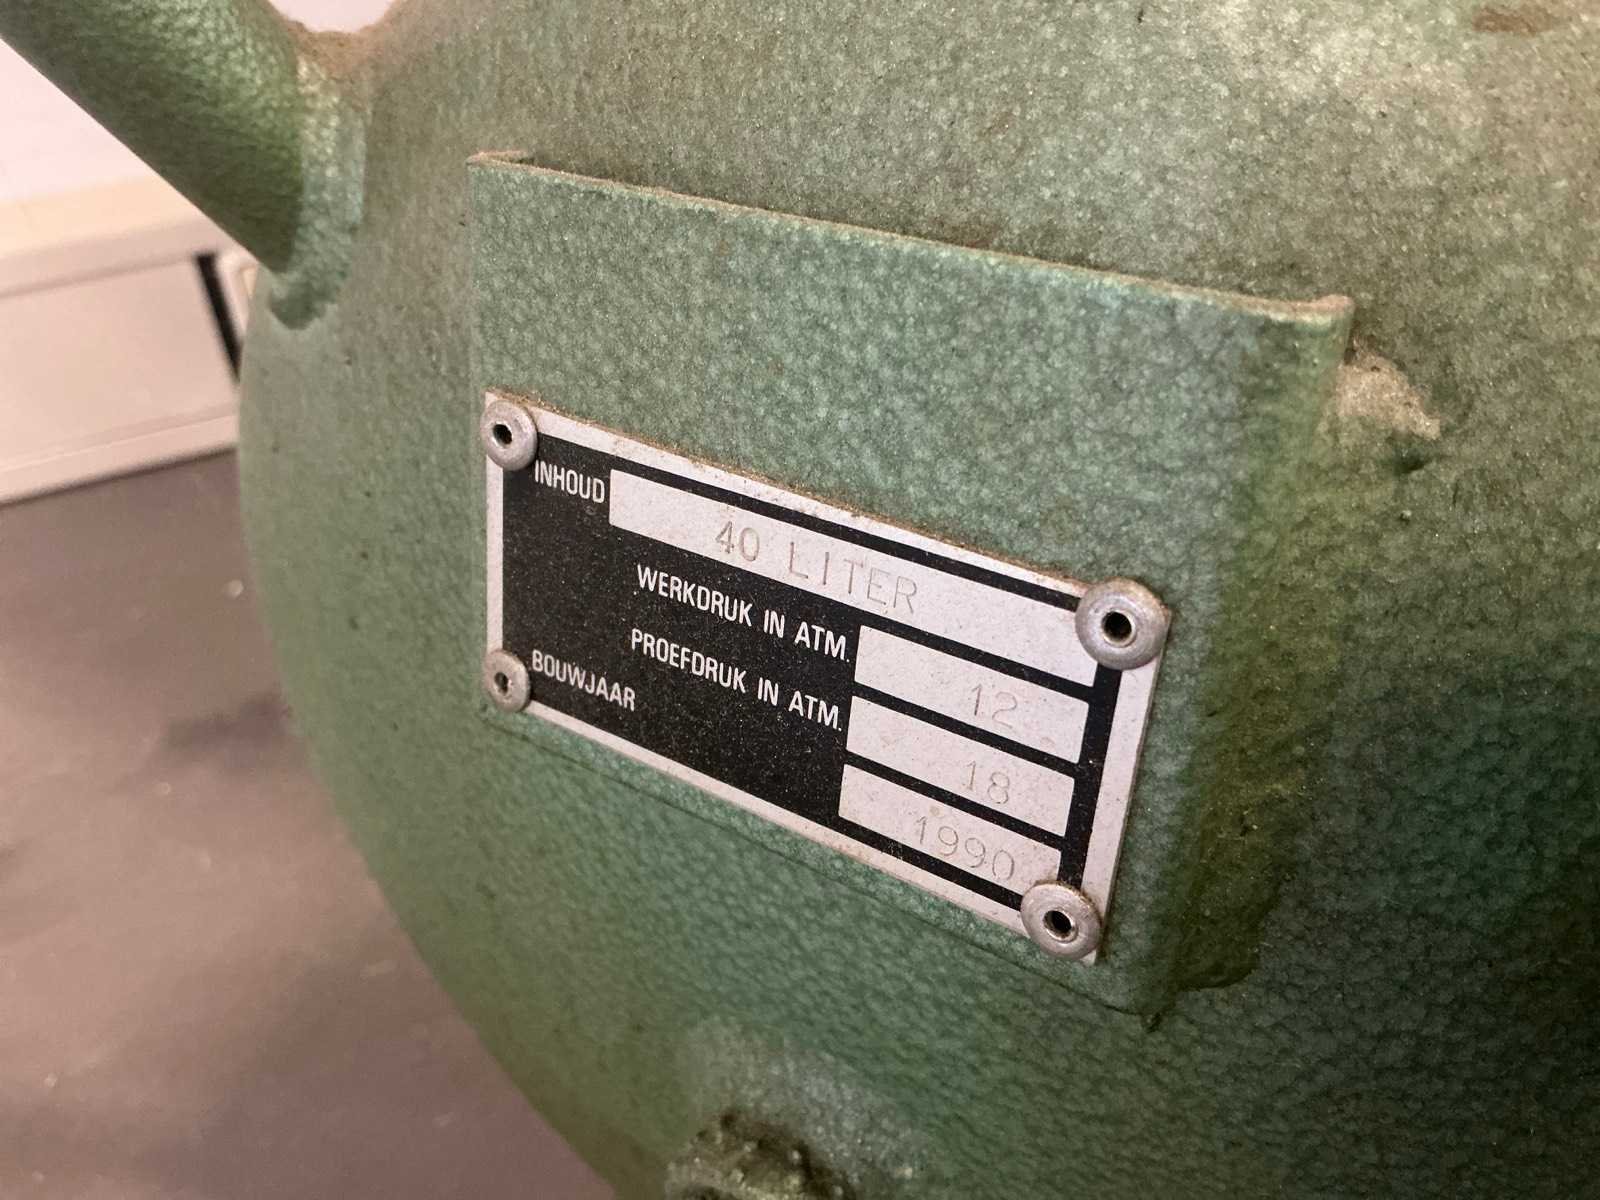 INHOUD 40 LITER
WERKDRUK IN ATM. 12
PROEFDRUK IN ATM. 18
BOUWJAAR 1990